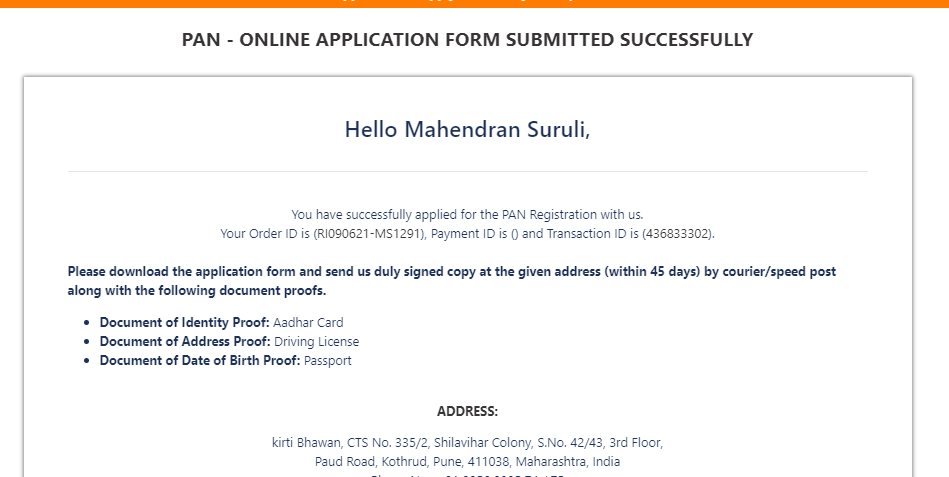 PAN - ONLINE APPLICATION FORM SUBMITTED SUCCESSFULLY
Hello Mahendran Suruli,
You have successfully applied for the PAN Registration with us.
Your Order ID is (RI090621-MS1291), Payment ID is () and Transaction ID is (436833302).
Please download the application form and send us duly signed copy at the given address (within 45 days) by courier/speed post
along with the following document proofs.
• Document of Identity Proof: Aadhar Card
• Document of Address Proof: Driving License
• Document of Date of Birth Proof: Passport
ADDRESS:
kirti Bhawan, CTS No. 335/2, Shilavihar Colony, S.No. 42/43, 3rd Floor,
Paud Road, Kothrud, Pune, 411038, Maharashtra, India